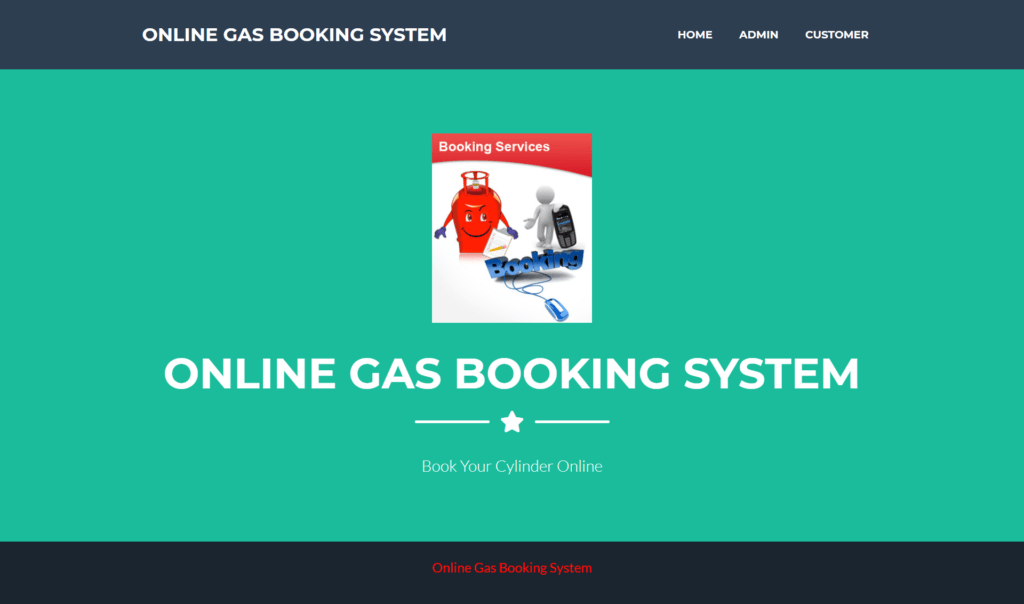 ONLINE GAS BOOKING SYSTEM
HOME ADMIN CUSTOMER
Booking Services
Booking
ONLINE GAS BOOKING SYSTEM
Book Your Cylinder Online
Online Gas Booking System